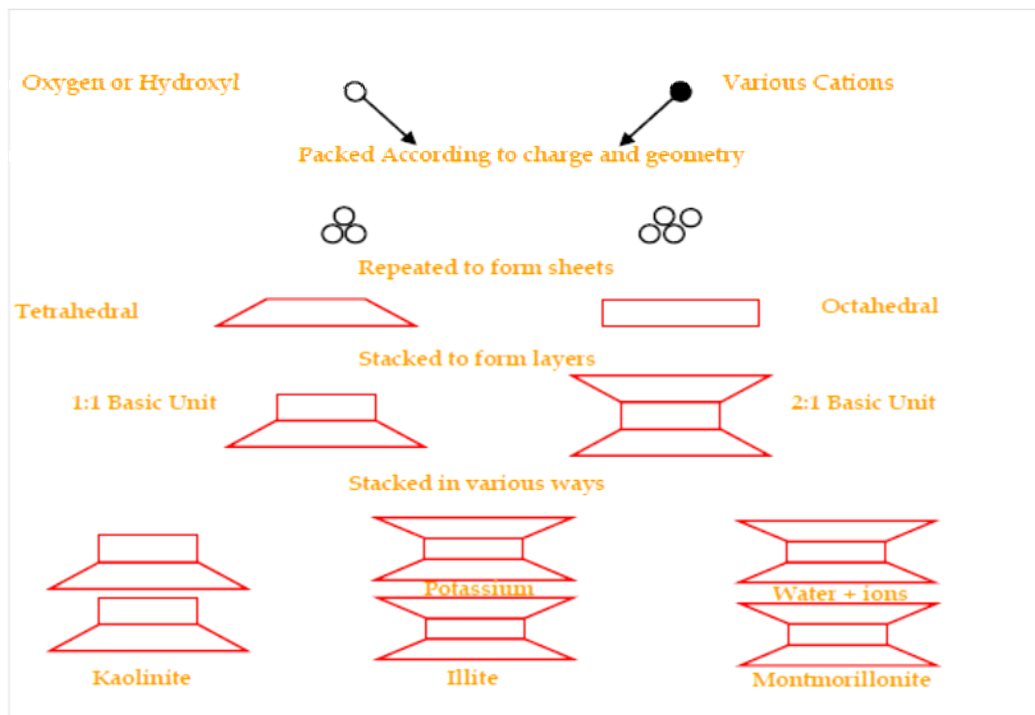 Oxygen or Hydroxyl
Various Cations
Packed According to charge and geometry
Repeated to form sheets
Tetrahedral
Octahedral
Stacked to form layers
1:1 Basic Unit
2:1 Basic Unit
Stacked in various ways
Potassium
Water + ions
Kaolinite
Illite
Montmorillonite